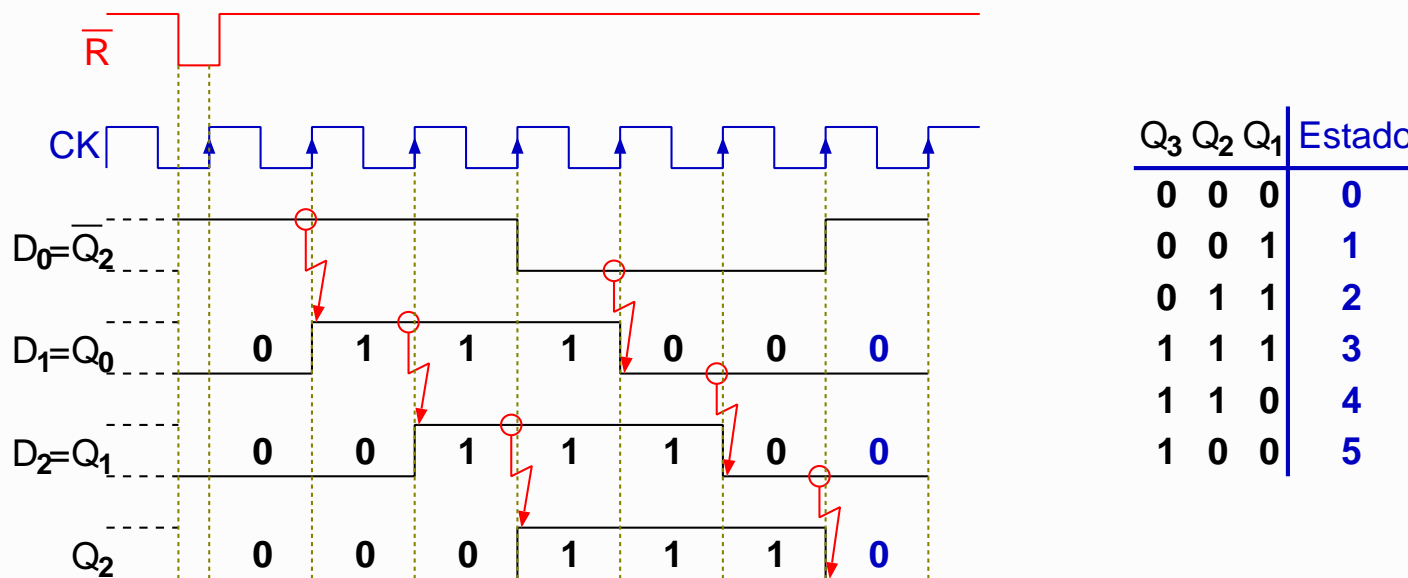 R̅
CK
D₀=Q̅₂
D₁=Q₀ 0 1 1 1 0 0 0
D₂=Q₁ 0 0 1 1 1 0 0
Q₂ 0 0 0 1 1 1 0
Q₃ Q₂ Q₁ Estado
0 0 0 0
0 0 1 1
0 1 1 2
1 1 1 3
1 1 0 4
1 0 0 5